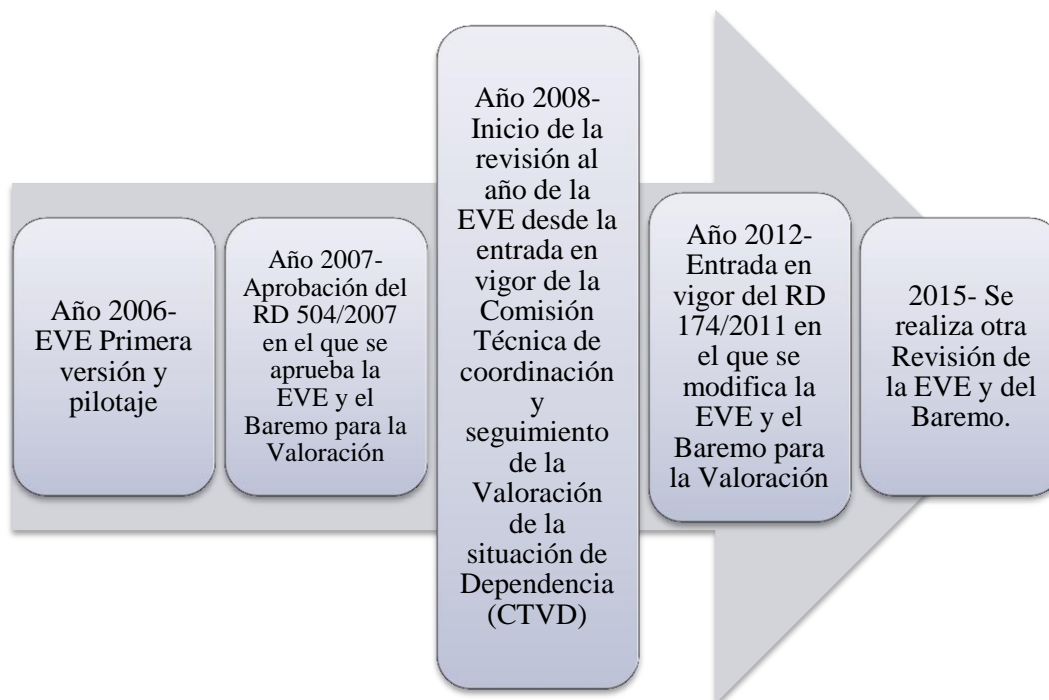 Año 2006-
EVE Primera
versión y
pilotaje
Año 2007-
Aprobación del
RD 504/2007
en el que se
aprueba la
EVE y el
Baremo para la
Valoración
Año 2008-
Inicio de la
revisión al
año de la
EVE desde la
entrada en
vigor de la
Comisión
Técnica de
coordinación
y
seguimiento
de la
Valoración
de la
situación de
Dependencia
(CTVD)
Año 2012-
Entrada en
vigor del RD
174/2011 en
el que se
modifica la
EVE y el
Baremo para
la Valoración
2015- Se
realiza otra
Revisión de
la EVE y del
Baremo.